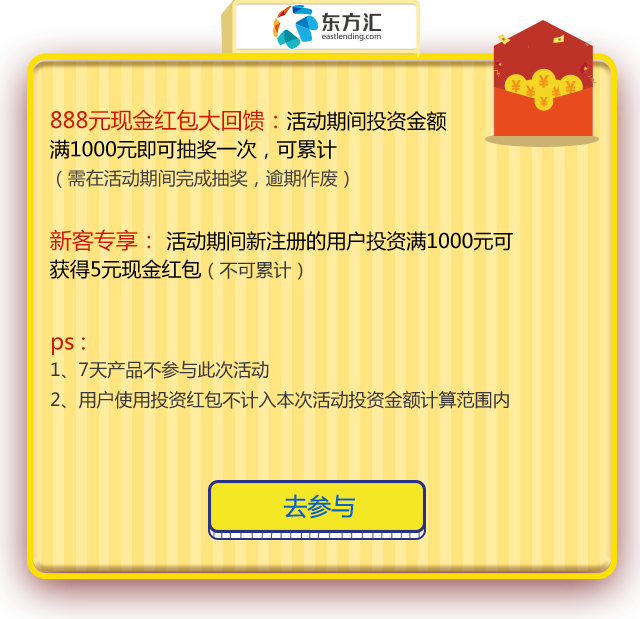 东方汇
eastlending.com
888元现金红包大回馈：活动期间投资金额
满1000元即可抽奖一次，可累计
（需在活动期间完成抽奖，逾期作废）
新客专享： 活动期间新注册的用户投资满1000元可
获得5元现金红包（不可累计）
ps：
1、7天产品不参与此次活动
2、用户使用投资红包不计入本次活动投资金额计算范围内
去参与